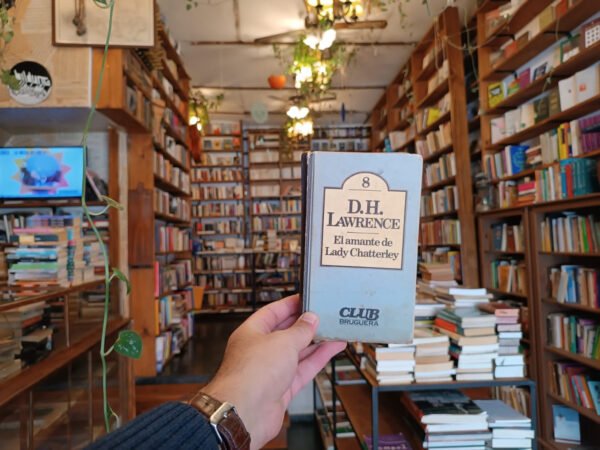 8
D.H.
LAWRENCE
El amante de
Lady Chatterley
CLUB
BRUGUERA